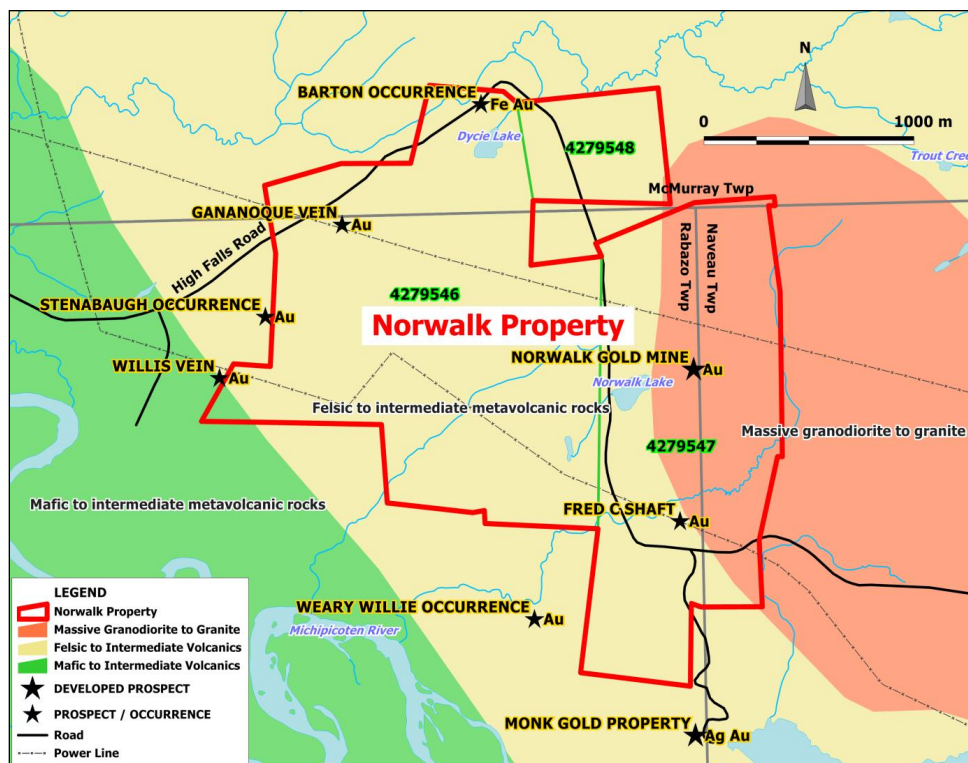 N
BARTON OCCURRENCE
Fe Au
0 1000 m
Dycie Lake
4279548
Trout Cree
McMurray Twp
GANANOQUE VEIN
Au
High Falls Road
Rabazo Twp
Naveau Twp
STENABAUGH OCCURRENCE
Au
4279546
Norwalk Property
WILLIS VEIN
Au
NORWALK GOLD MINE
Au
Norwalk Lake
Felsic to intermediate metavolcanic rocks
Massive granodiorite to granite
4279547
Mafic to intermediate metavolcanic rocks
FRED C SHAFT
Au
WEARY WILLIE OCCURRENCE
Au
Michipicoten River
MONK GOLD PROPERTY
Ag Au
LEGEND
Norwalk Property
Massive Granodiorite to Granite
Felsic to Intermediate Volcanics
Mafic to Intermediate Volcanics
DEVELOPED PROSPECT
PROSPECT / OCCURRENCE
Road
Power Line